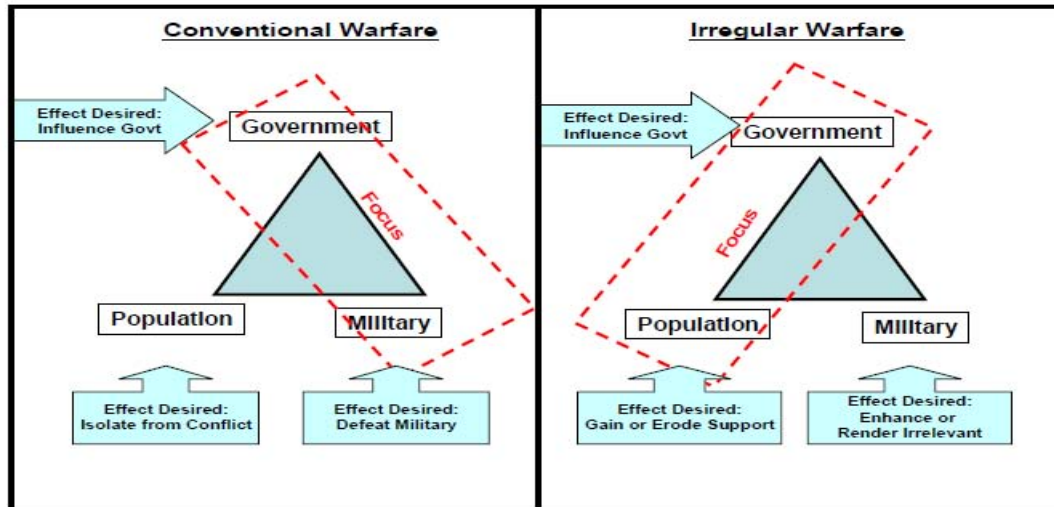 Conventional Warfare
Effect Desired:
Influence Govt
Government
Focus
Population
Military
Effect Desired:
Isolate from Conflict
Effect Desired:
Defeat Military
Irregular Warfare
Effect Desired:
Influence Govt
Government
Focus
Population
Military
Effect Desired:
Gain or Erode Support
Effect Desired:
Enhance or
Render Irrelevant